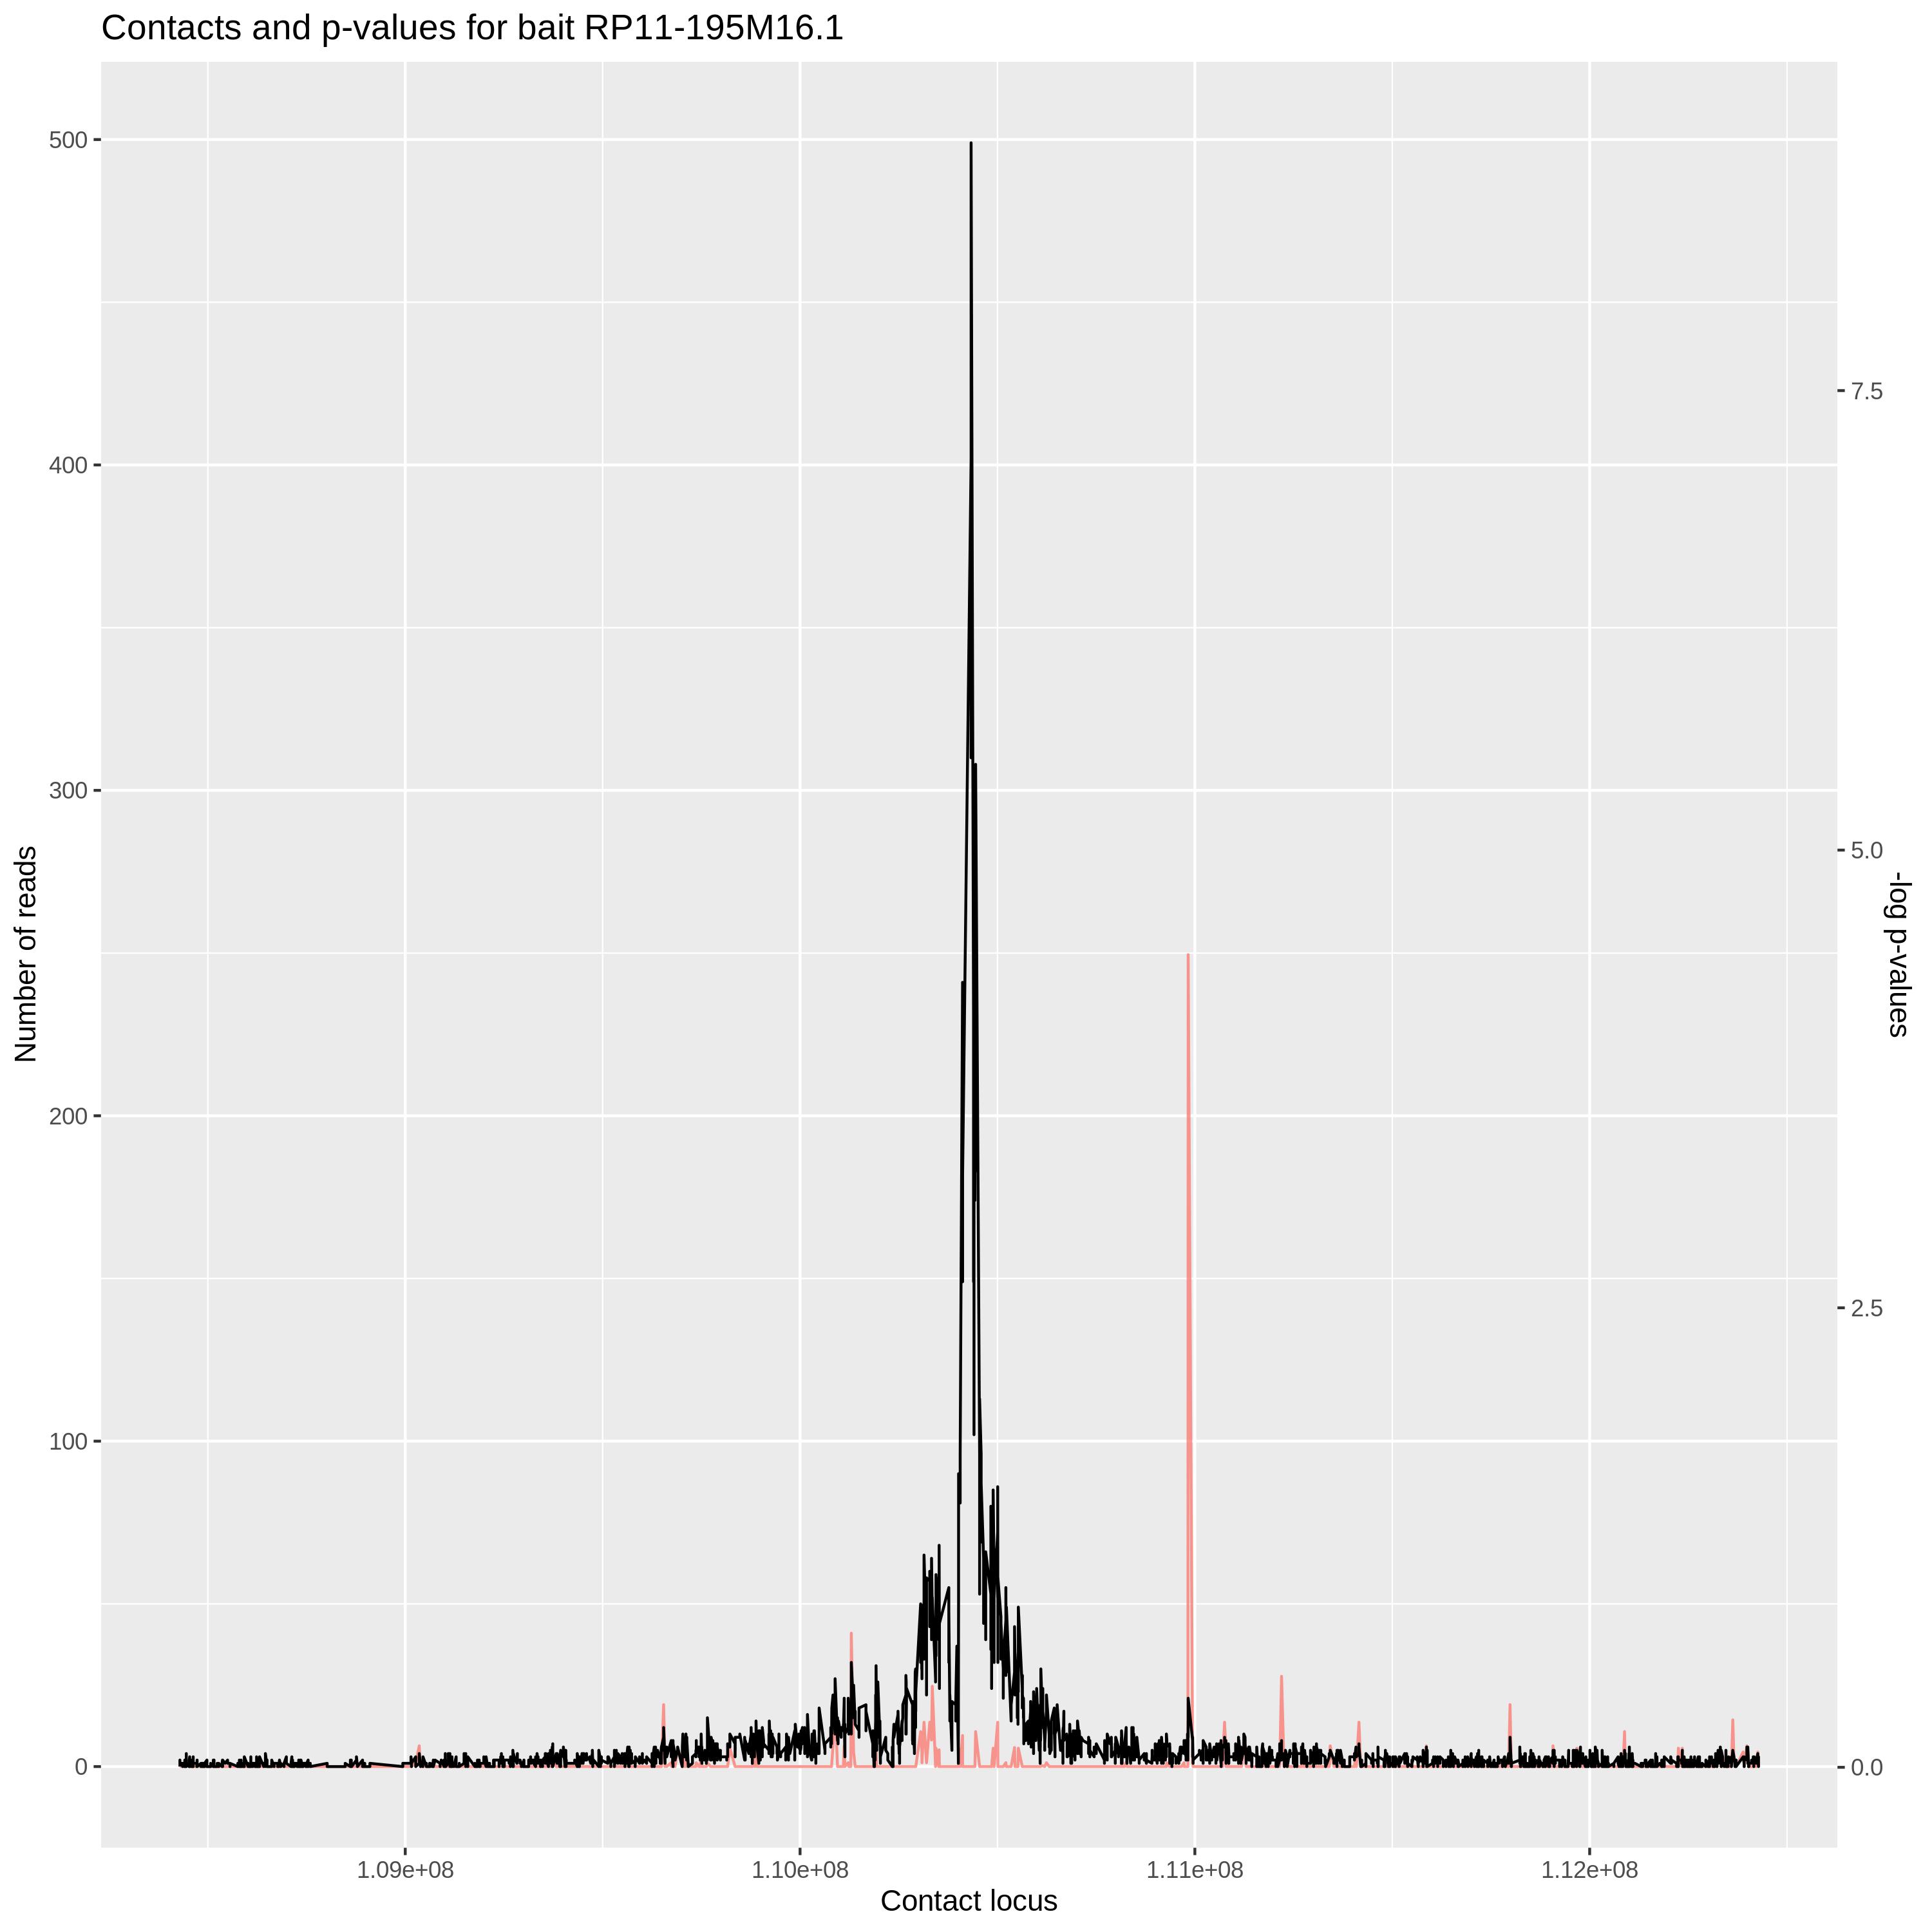 Contacts and p-values for bait RP11-195M16.1
500
400
300
200
100
0
Number of reads
7.5
5.0
2.5
0.0
-log p-values
1.09e+08
1.10e+08
1.11e+08
1.12e+08
Contact locus